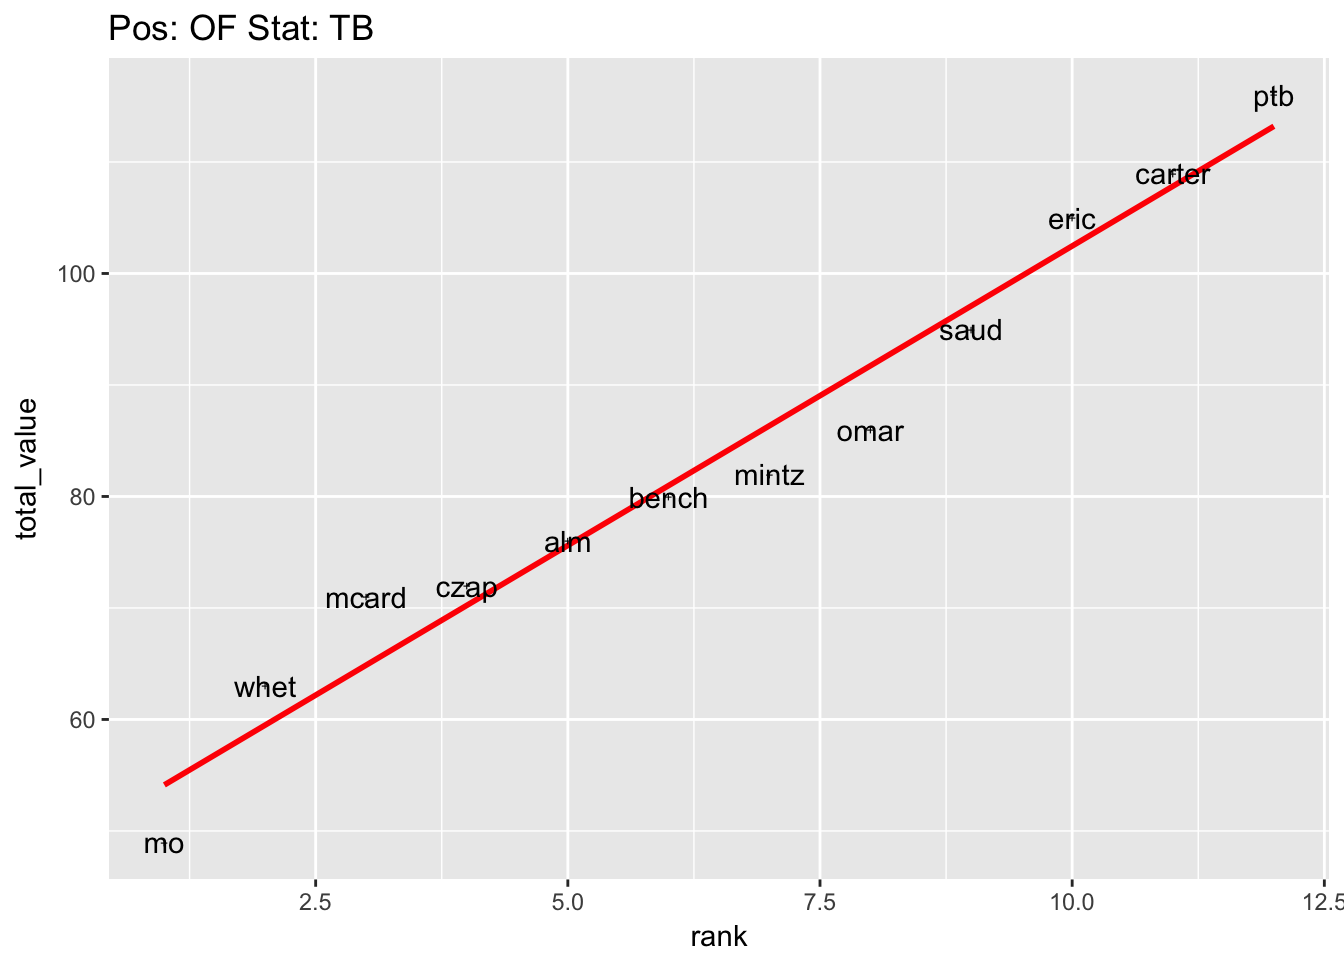 Pos: OF Stat: TB
ptb
carter
eric
100
saud
omar
mintz
total_value
80
bench
alm
czap
mcard
whet
60
mo
2.5
5.0
7.5
10.0
12.5
rank